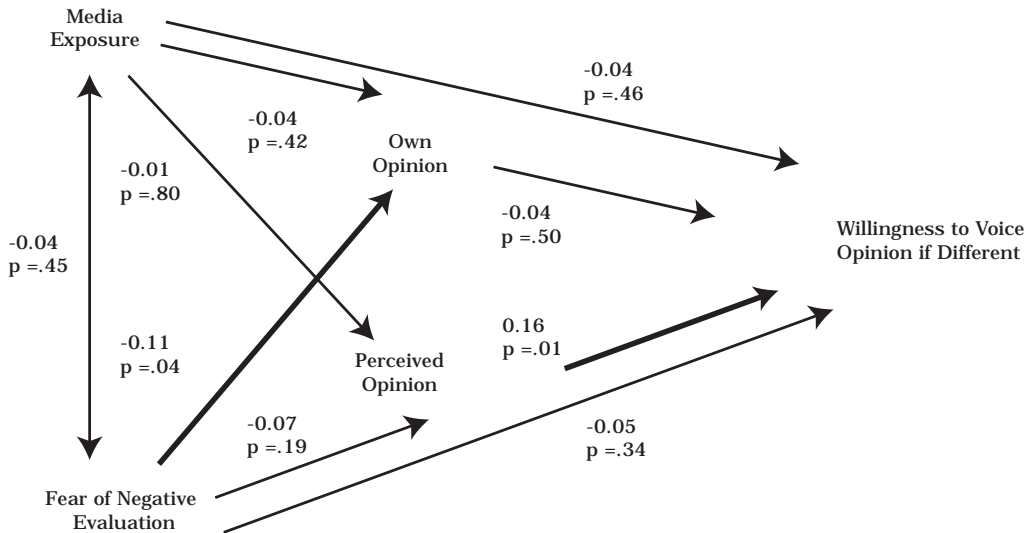 Media
Exposure
-0.04
p =.46
-0.04
p =.42
Own
Opinion
-0.01
p =.80
-0.04
p =.50
Willingness to Voice
Opinion if Different
-0.04
p =.45
-0.11
p =.04
0.16
p =.01
Perceived
Opinion
-0.07
p =.19
-0.05
p =.34
Fear of Negative
Evaluation